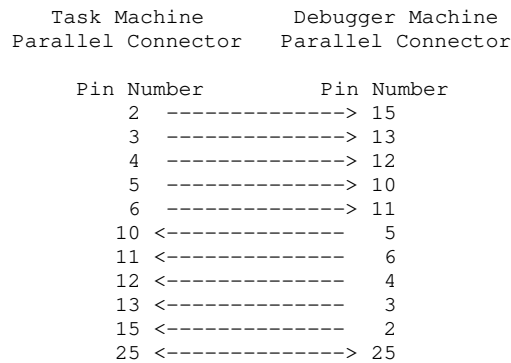 Task Machine Debugger Machine
Parallel Connector Parallel Connector
Pin Number Pin Number
2 --------------> 15
3 --------------> 13
4 --------------> 12
5 --------------> 10
6 --------------> 11
10 <-------------- 5
11 <-------------- 6
12 <-------------- 4
13 <-------------- 3
15 <-------------- 2
25 <--------------> 25